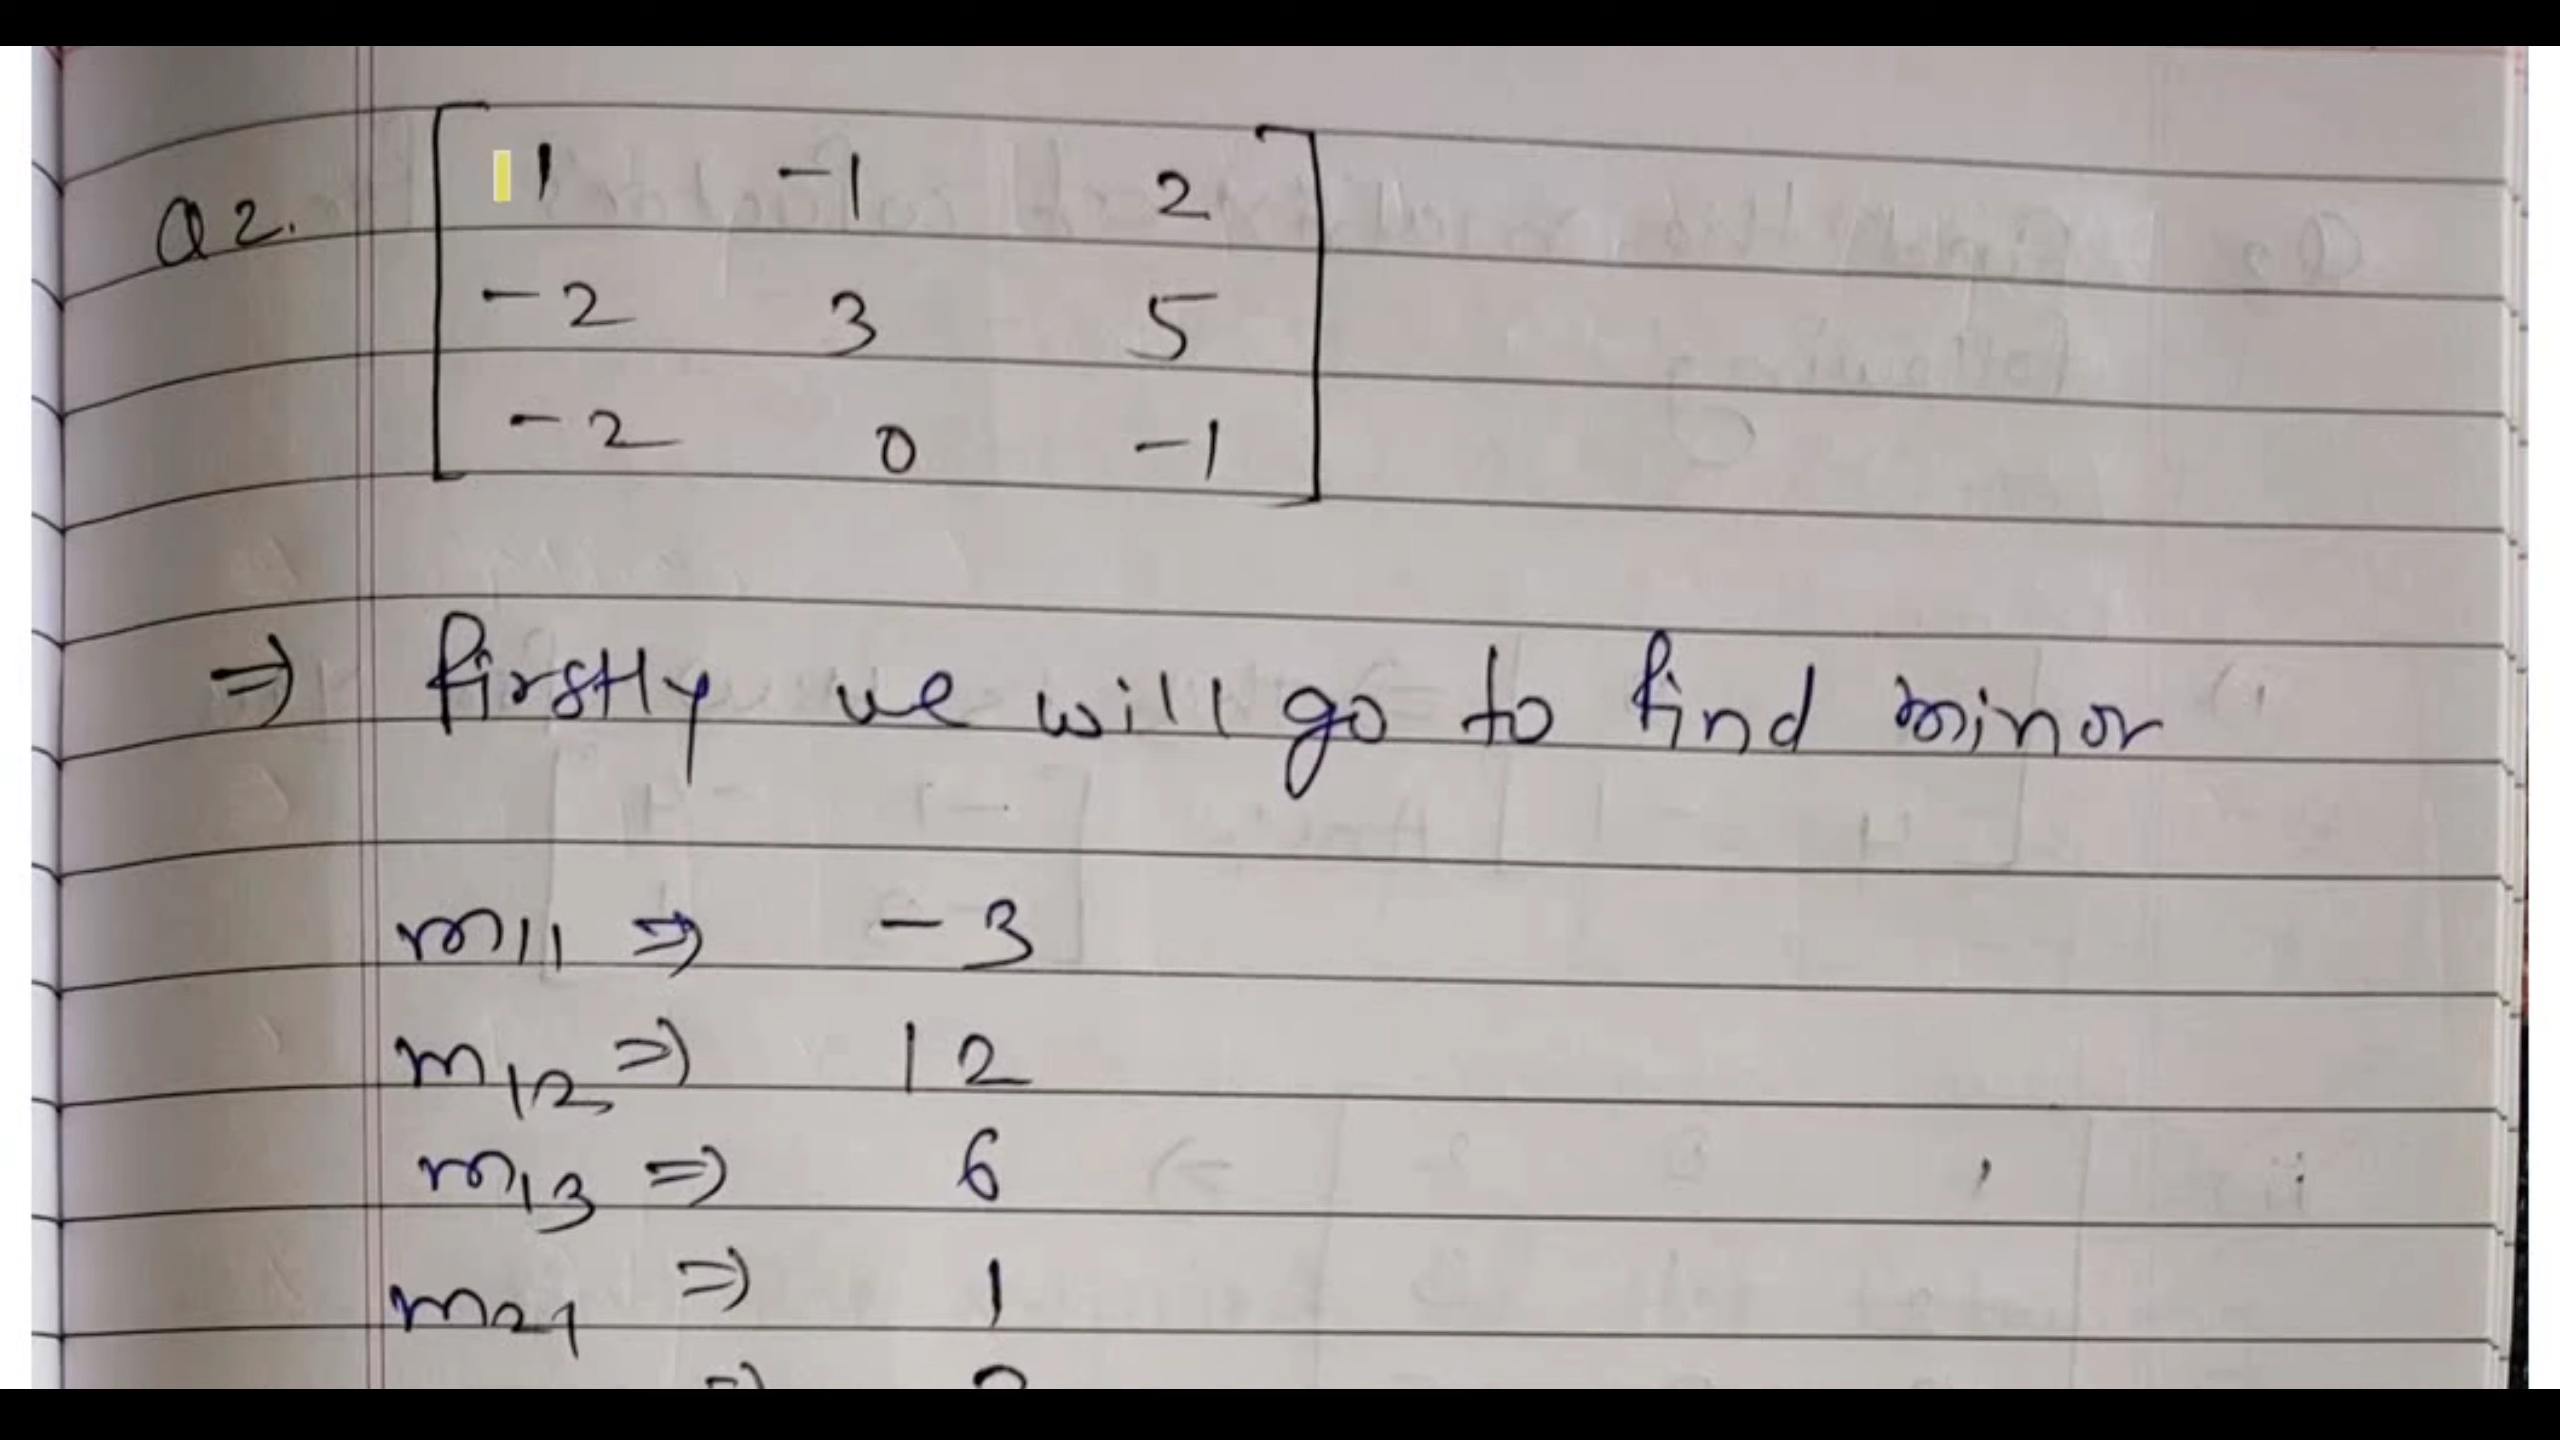 Q2. 1 -1 2
-2 3 5
-2 0 -1
⇒ firstly we will go to find minor
m11 ⇒ -3
m12 ⇒ 12
m13 ⇒ 6
m21 ⇒ 1